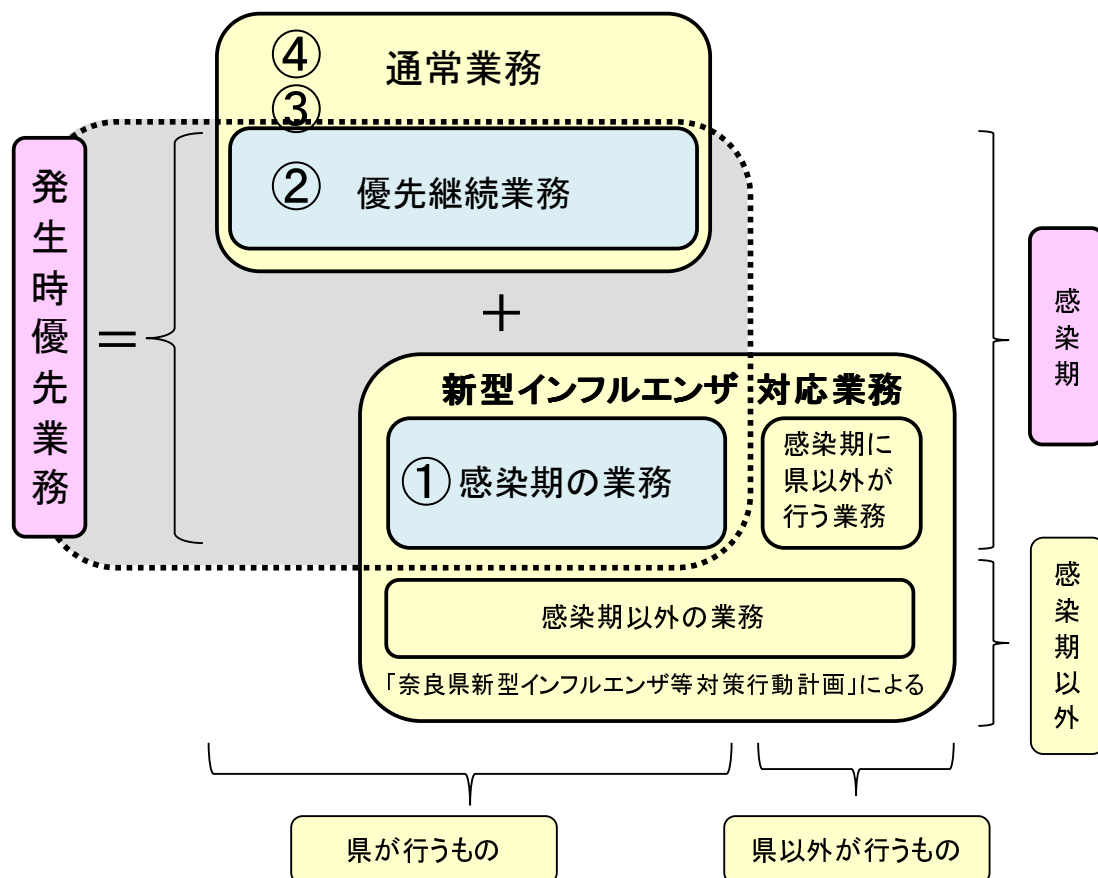 ④
通常業務
③
②
優先継続業務
発生時優先業務
＝
＋
感染期
新型インフルエンザ 対応業務
①感染期の業務
感染期に
県以外が
行う業務
感染期以外の業務
「奈良県新型インフルエンザ等対策行動計画」による
感染期以外
県が行うもの
県以外が行うもの